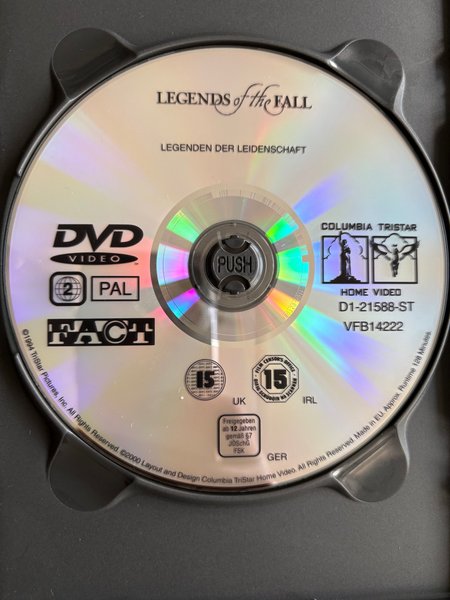 LEGENDS of the FALL
LEGENDEN DER LEIDENSCHAFT
DVD
VIDEO
2 PAL
FACT
PUSH
COLUMBIA TRISTAR
HOME VIDEO
D1-21588-ST
VFB14222
15 UK
FILM CENSOR'S OFFICE
15 IRL
Freigegeben
ab 12 Jahren
gemäß §7
JÖSchG
FSK
GER
©1994 TriStar Pictures, Inc. All Rights Reserved. ©2000 Layout and Design Columbia TriStar Home Video. All Rights Reserved. Made in EU. Approx. Runtime 128 Minutes.